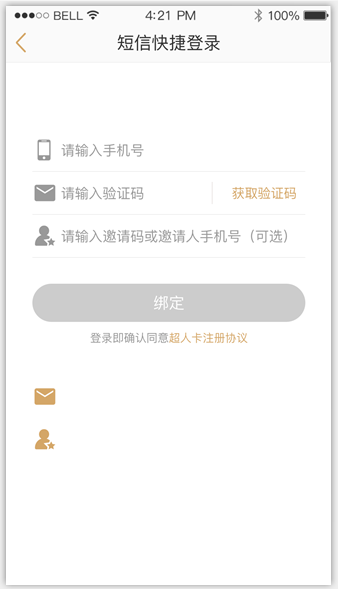 BELL 4:21 PM 100%
短信快捷登录
请输入手机号
请输入验证码 获取验证码
请输入邀请码或邀请人手机号（可选）
绑定
登录即确认同意超人卡注册协议